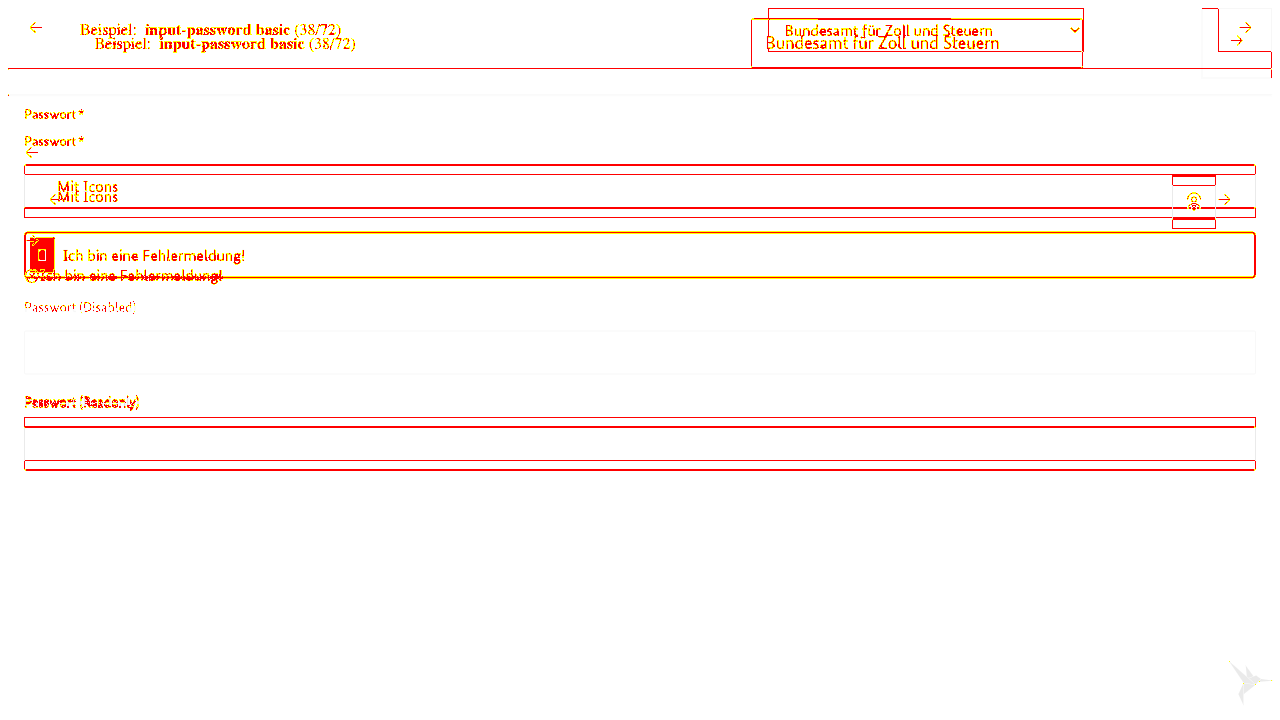 Beispiel: input-password basic (38/72)
Bundesamt für Zoll und Steuern
Beispiel: input-password basic (38/72)
Bundesamt für Zoll und Steuern
Passwort *
Passwort *
Mit Icons
Mit Icons
Ich bin eine Fehlermeldung!
Ich bin eine Fehlermeldung!
Passwort (Disabled)
Passwort (Readonly)